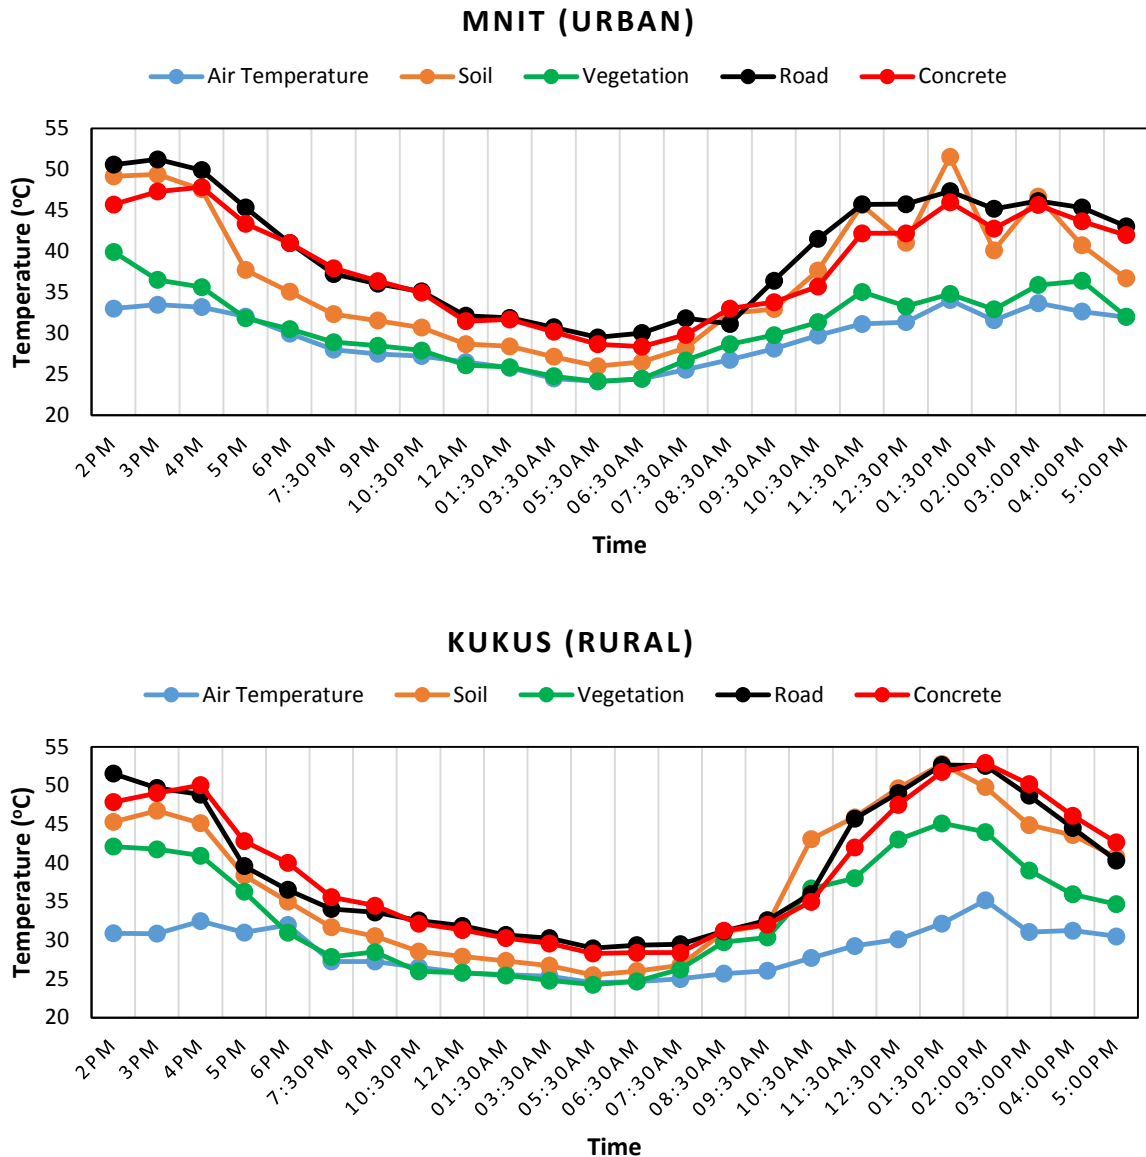 MNIT (URBAN)
Air Temperature Soil Vegetation Road Concrete
55
50
45
40
35
30
25
20
Temperature (ºC)
2PM 3PM 4PM 5PM 6PM 7:30PM 9PM 10:30PM 12AM 01:30AM 03:30AM 05:30AM 06:30AM 07:30AM 08:30AM 09:30AM 10:30AM 11:30AM 12:30PM 01:30PM 02:00PM 03:00PM 04:00PM 5:00PM
Time
KUKUS (RURAL)
Air Temperature Soil Vegetation Road Concrete
55
50
45
40
35
30
25
20
Temperature (ºC)
2PM 3PM 4PM 5PM 6PM 7:30PM 9PM 10:30PM 12AM 01:30AM 03:30AM 05:30AM 06:30AM 07:30AM 08:30AM 09:30AM 10:30AM 11:30AM 12:30PM 01:30PM 02:00PM 03:00PM 04:00PM 5:00PM
Time